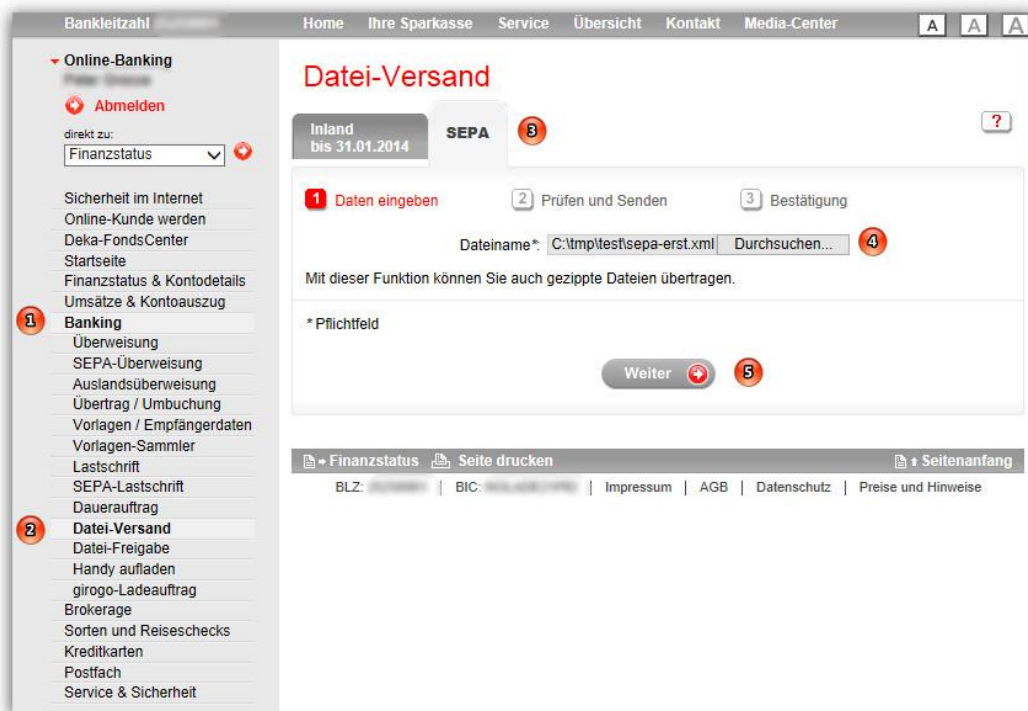 Bankleitzahl
Home Ihre Sparkasse Service Übersicht Kontakt Media-Center A A A
Online-Banking
Abmelden
direkt zu:
Finanzstatus
Sicherheit im Internet
Online-Kunde werden
Deka-FondsCenter
Startseite
Finanzstatus & Kontodetails
Umsätze & Kontoauszug
1 Banking
Überweisung
SEPA-Überweisung
Auslandsüberweisung
Übertrag / Umbuchung
Vorlagen / Empfängerdaten
Vorlagen-Sammler
Lastschrift
SEPA-Lastschrift
Dauerauftrag
2 Datei-Versand
Datei-Freigabe
Handy aufladen
girogo-Ladeauftrag
Brokerage
Sorten und Reiseschecks
Kreditkarten
Postfach
Service & Sicherheit
Datei-Versand
Inland
bis 31.01.2014
SEPA 3 ?
1 Daten eingeben 2 Prüfen und Senden 3 Bestätigung
Dateiname*: C:\tmp\test\sepa-erst.xml Durchsuchen... 4
Mit dieser Funktion können Sie auch gezippte Dateien übertragen.
* Pflichtfeld
Weiter 5
Finanzstatus Seite drucken Seitenanfang
BLZ: | BIC: | Impressum | AGB | Datenschutz | Preise und Hinweise